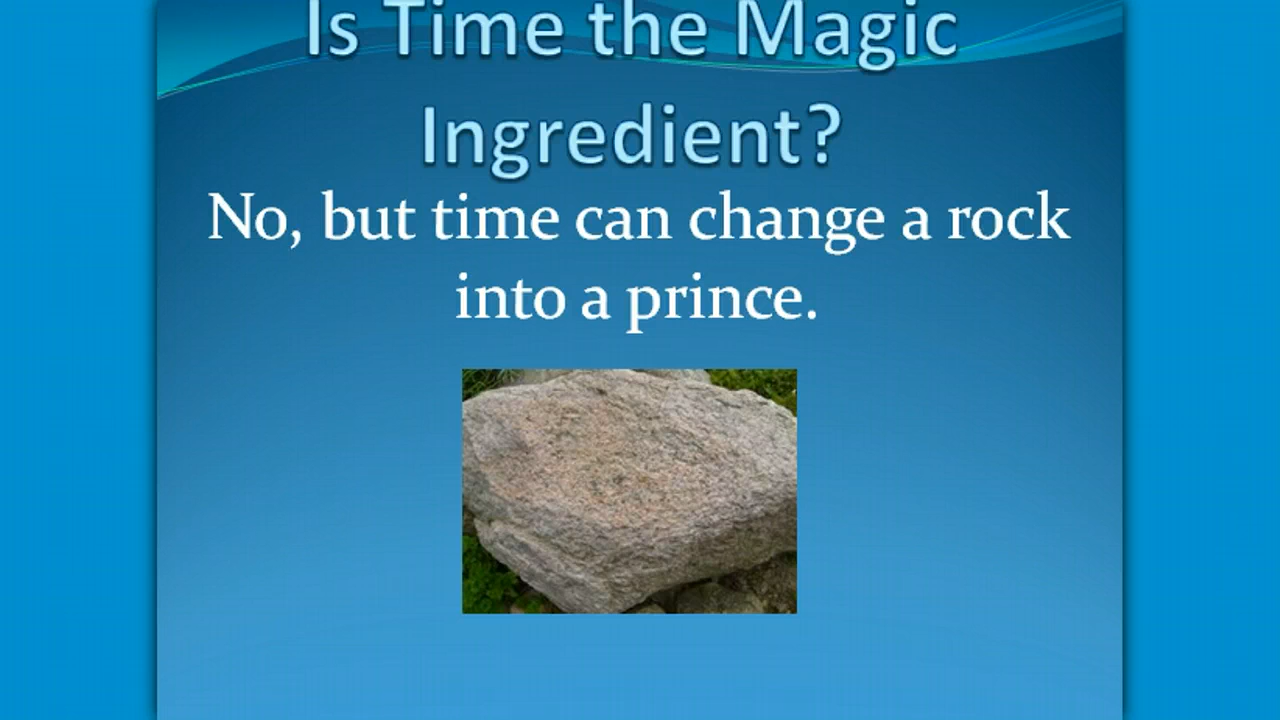 Is Time the Magic
Ingredient?
No, but time can change a rock
into a prince.